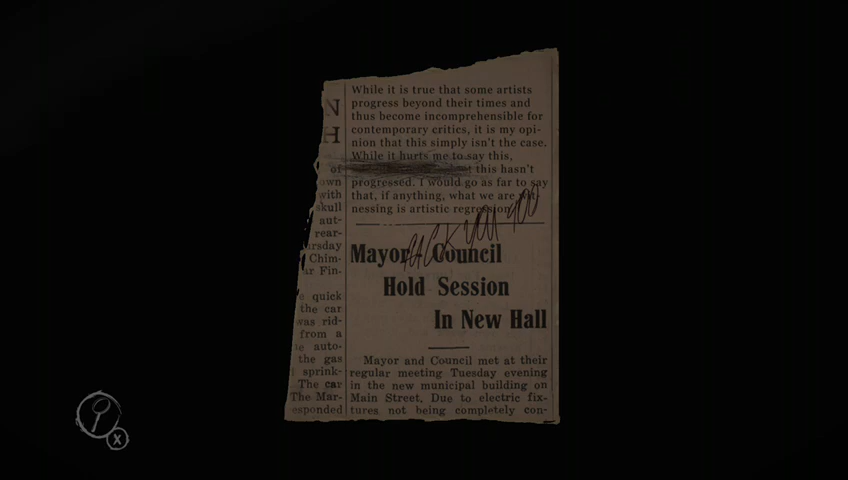 N
H
of
own
with
skull
aut-
rear-
ursday
Chim-
ar Fin-
e quick
the car
was rid-
from a
auto-
the gas
sprink-
The car
The Mar-
esponded
While it is true that some artists
progress beyond their times and
thus become incomprehensible for
contemporary critics, it is my opi-
nion that this simply isn't the case.
While it hurts me to say this,
this hasn't
progressed. I would go as far to say
that, if anything, what we are wit-
nessing is artistic regression
YOU TOO
Mayor - Council
Hold Session
In New Hall
Mayor and Council met at their
regular meeting Tuesday evening
in the new municipal building on
Main Street. Due to electric fix-
tures not being completely con-
X